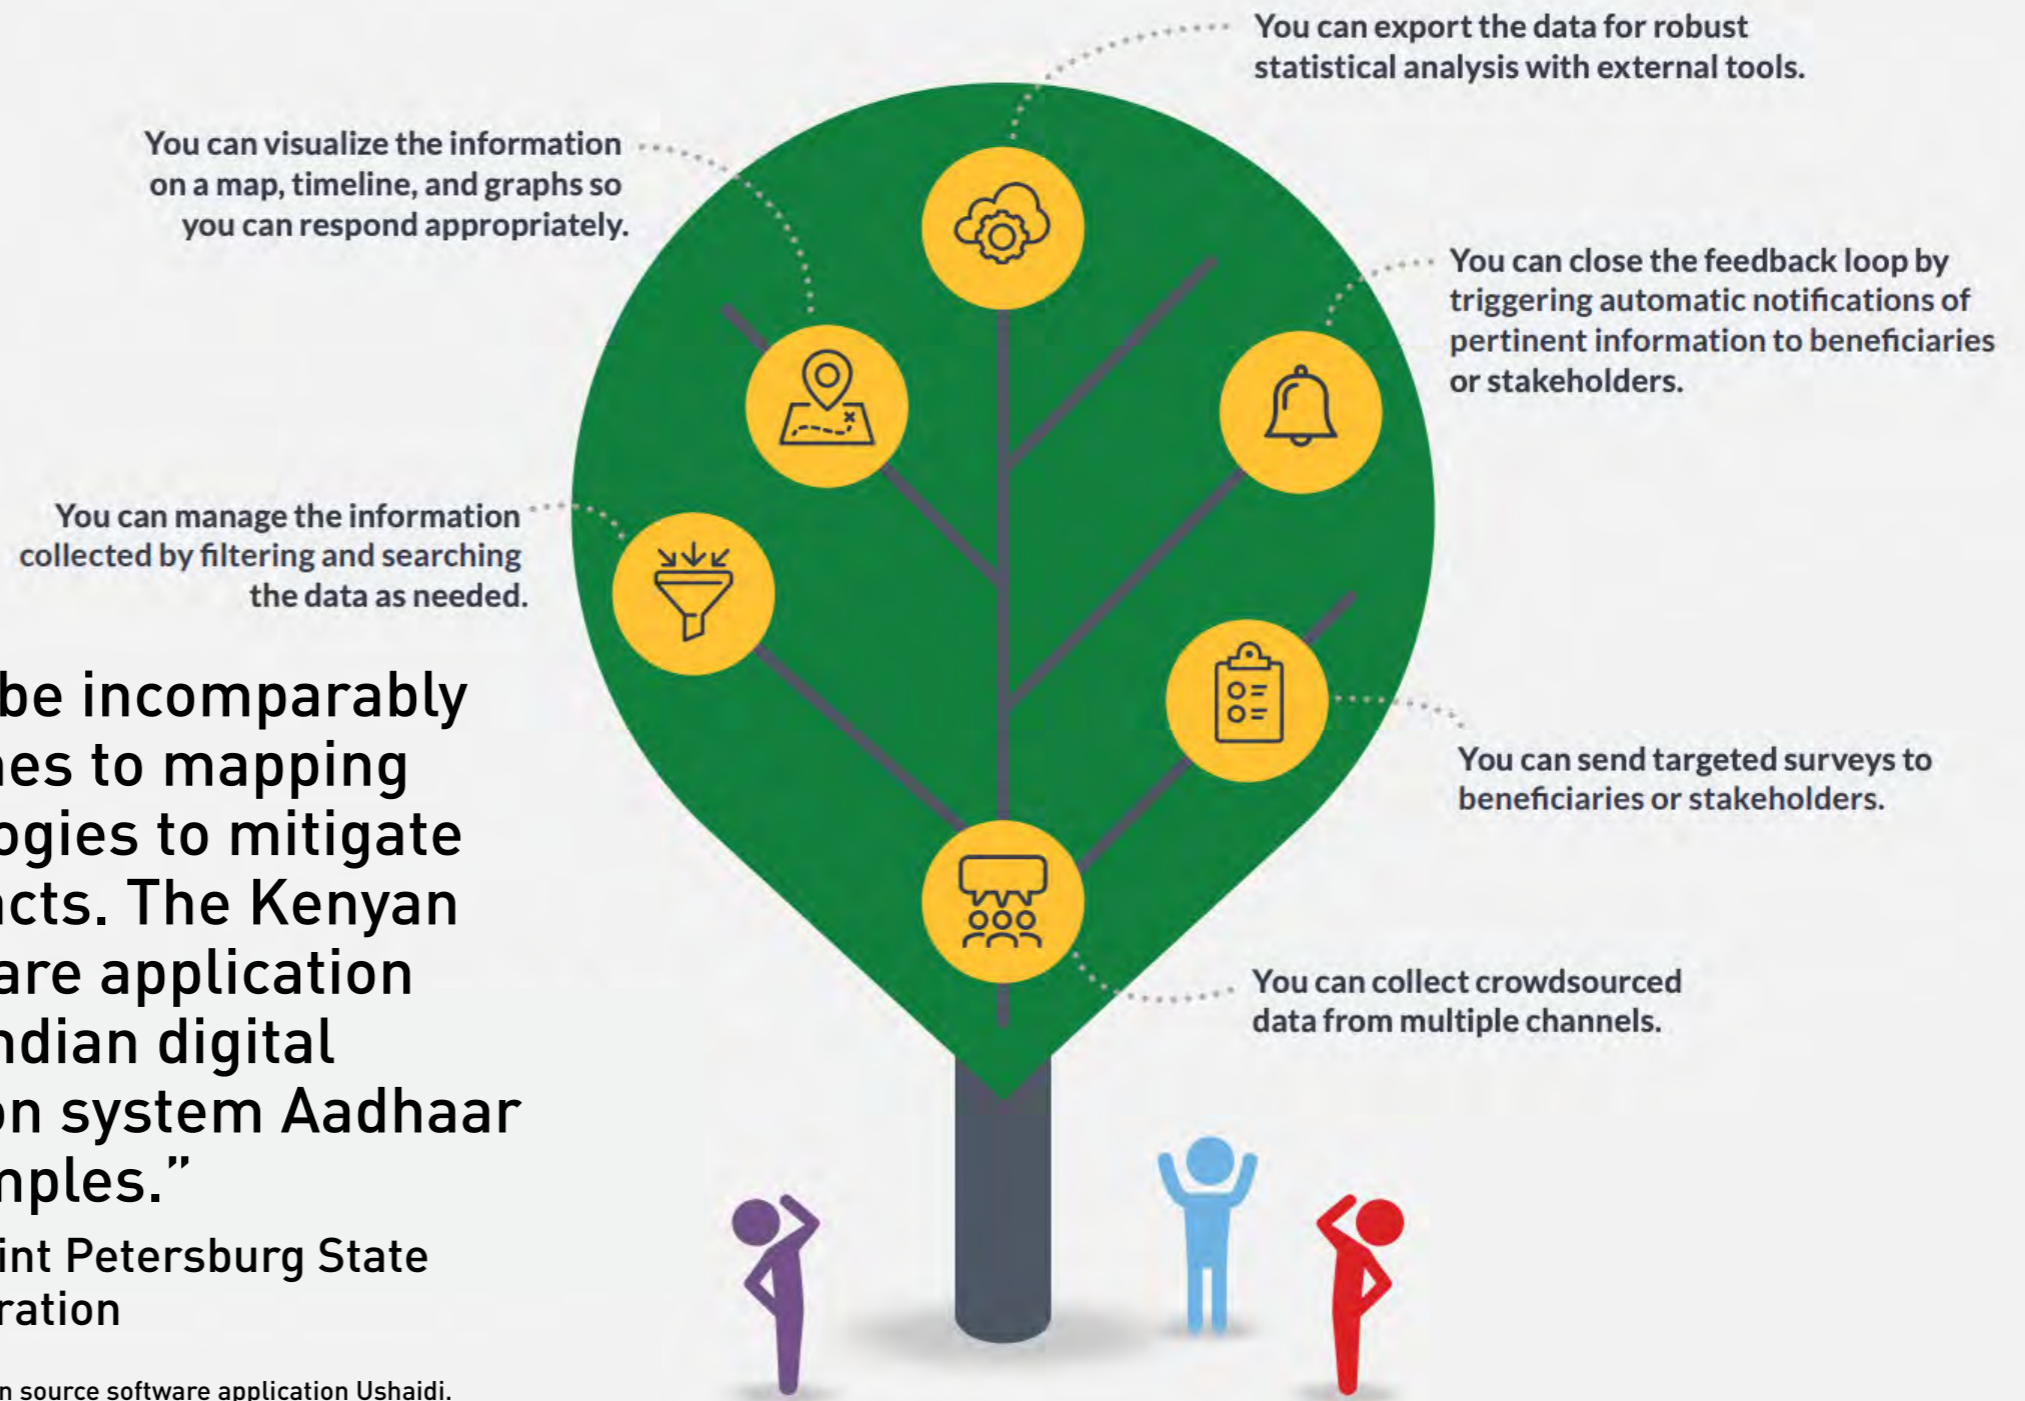 You can export the data for robust
statistical analysis with external tools.
You can visualize the information
on a map, timeline, and graphs so
you can respond appropriately.
You can close the feedback loop by
triggering automatic notifications of
pertinent information to beneficiaries
or stakeholders.
You can manage the information
collected by filtering and searching
the data as needed.
be incomparably
nes to mapping
ogies to mitigate
acts. The Kenyan
are application
ndian digital
on system Aadhaar
mples.”
You can send targeted surveys to
beneficiaries or stakeholders.
You can collect crowdsourced
data from multiple channels.
int Petersburg State
ration
n source software application Ushaidi.